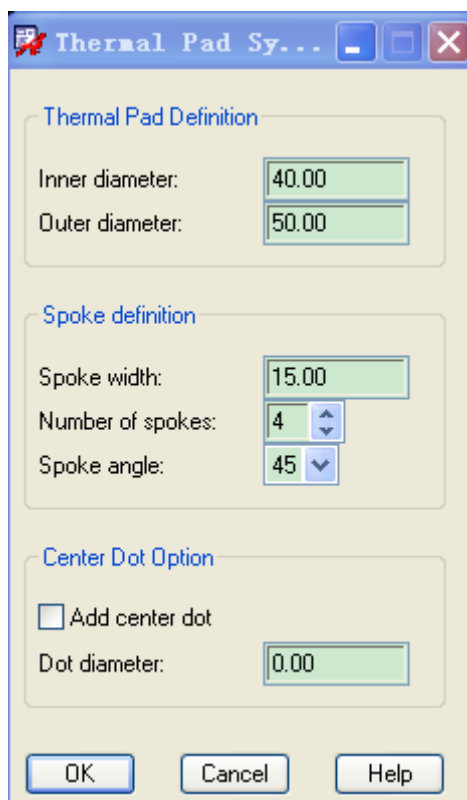 Thermal Pad Sy...
Thermal Pad Definition
Inner diameter: 40.00
Outer diameter: 50.00
Spoke definition
Spoke width: 15.00
Number of spokes: 4
Spoke angle: 45
Center Dot Option
Add center dot
Dot diameter: 0.00
OK Cancel Help